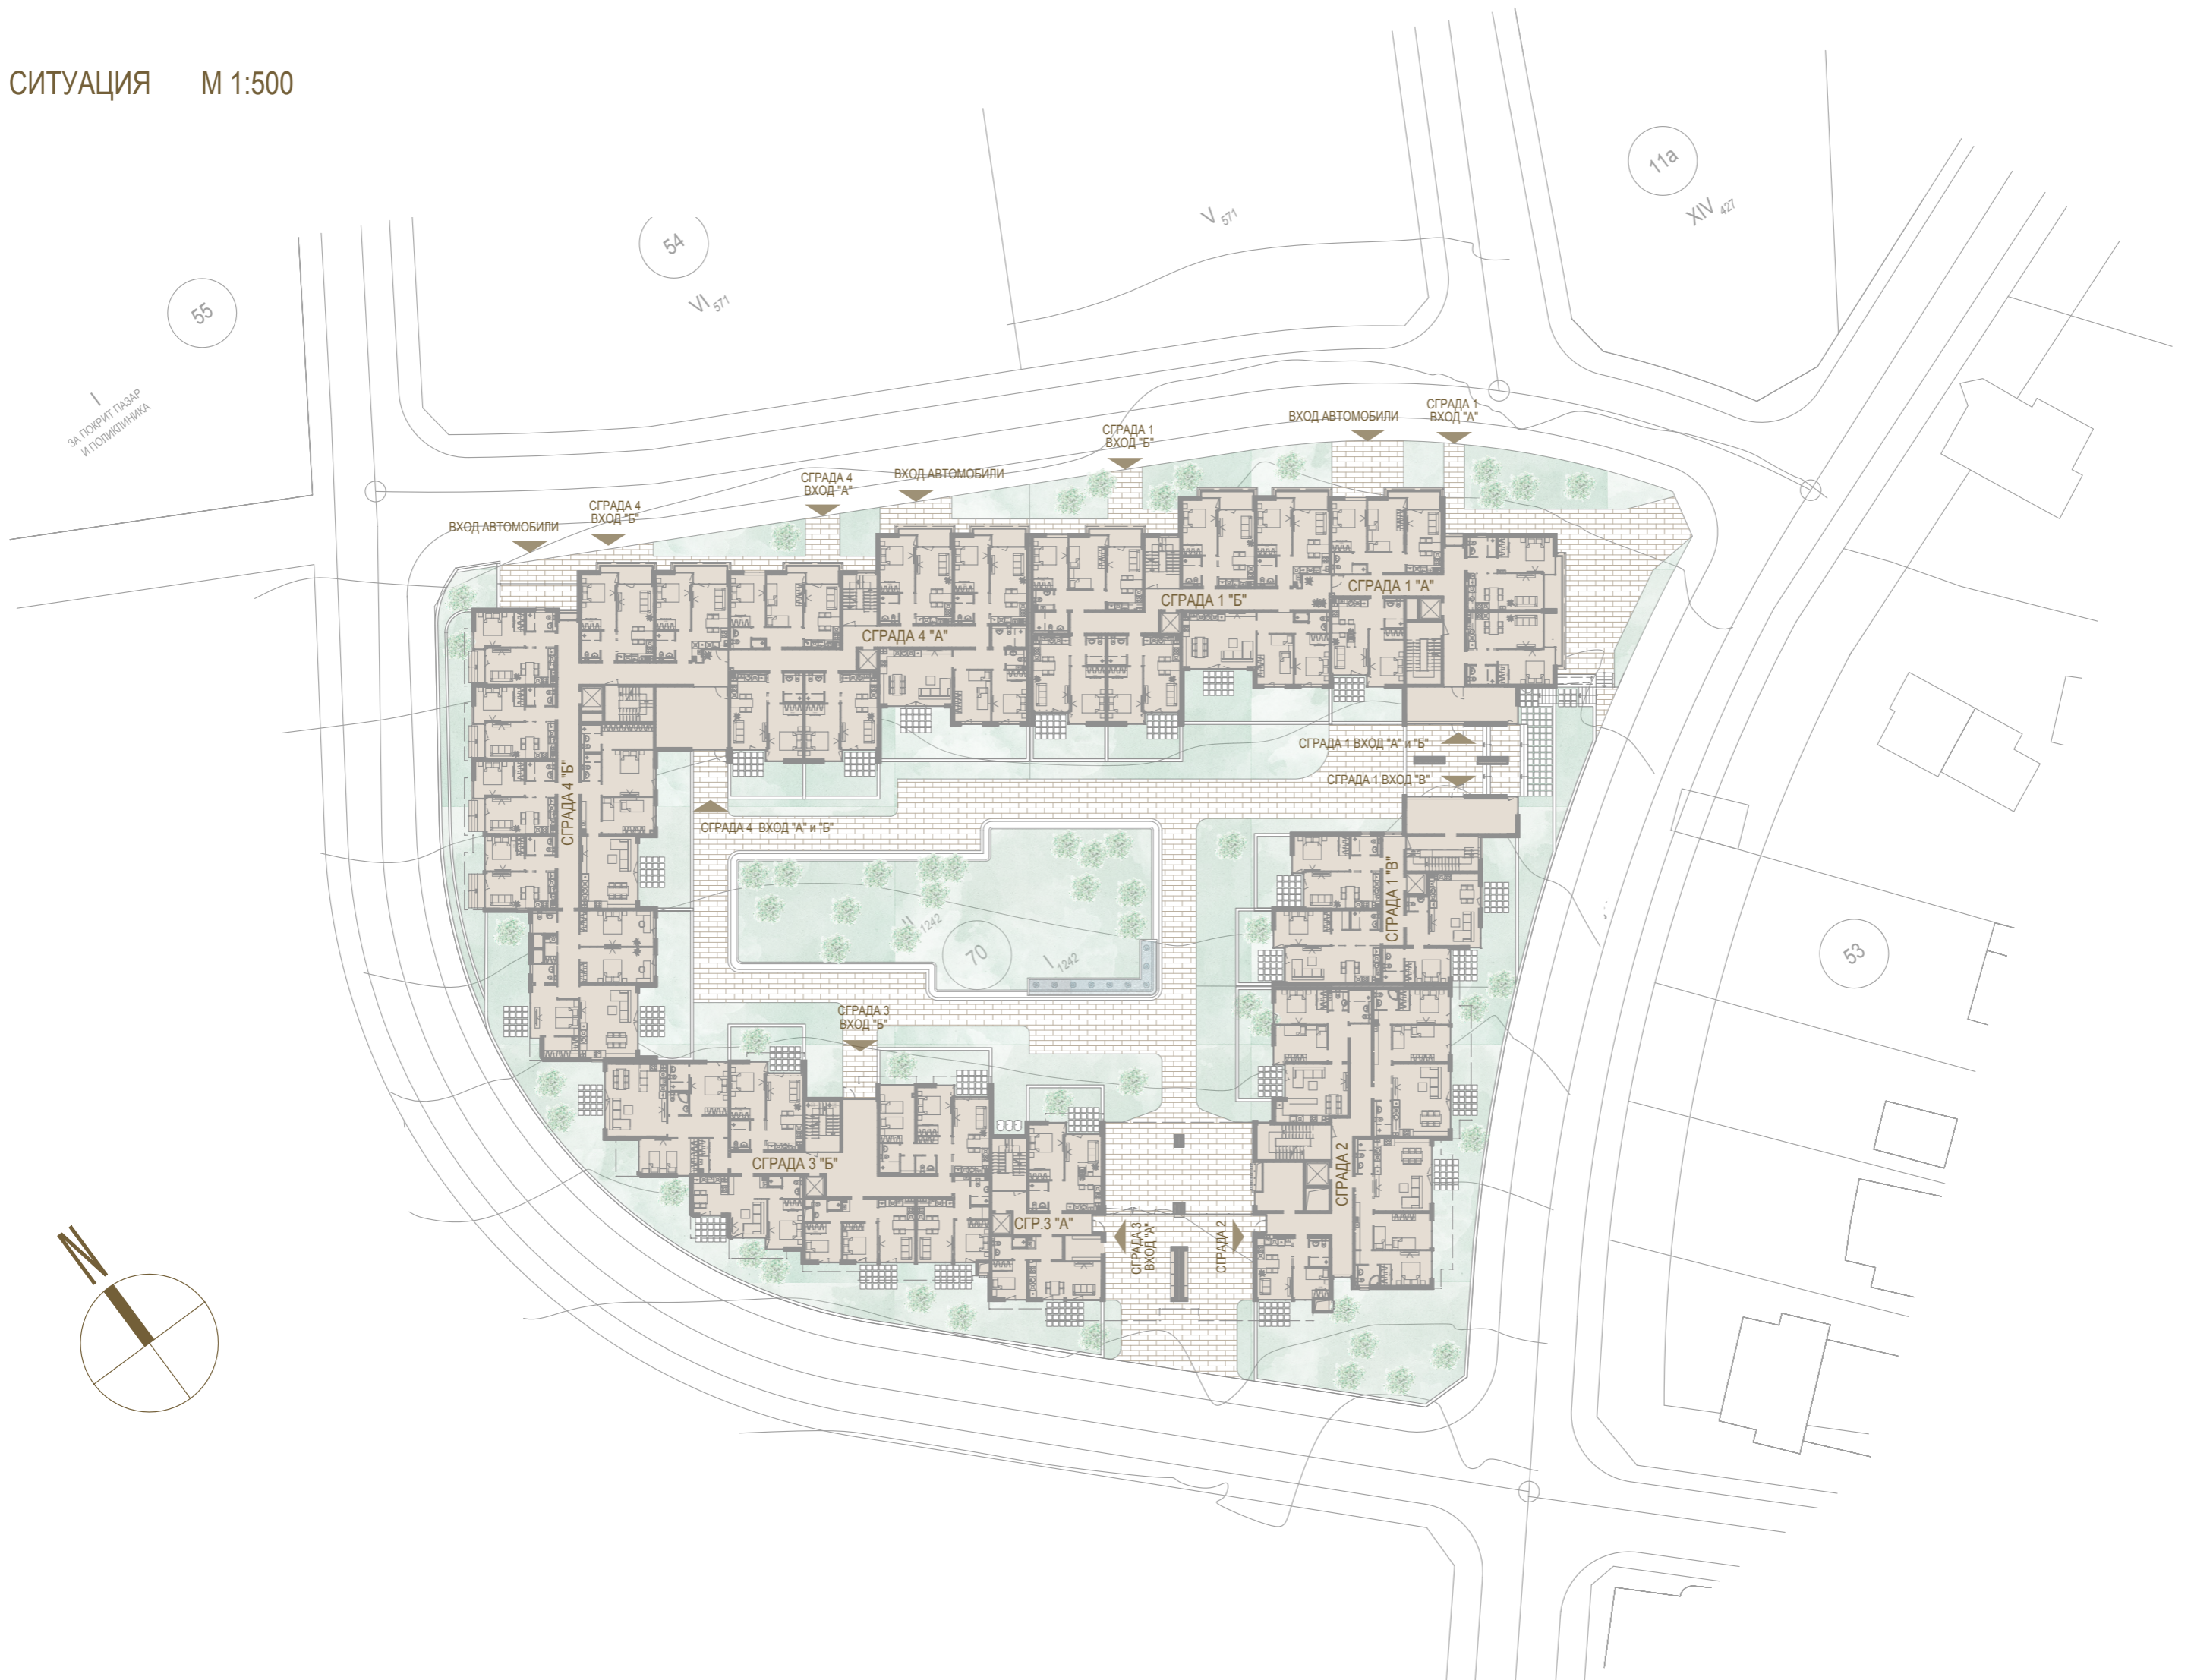 СИТУАЦИЯ М 1:500
11а
XIV 427
V 571
54
VI 571
55
I
ЗА ПОКРИТ ПАЗАР
И ПОЛИКЛИНИКА
СГРАДА 1
ВХОД "А"
ВХОД АВТОМОБИЛИ
СГРАДА 1
ВХОД "Б"
ВХОД АВТОМОБИЛИ
СГРАДА 4
ВХОД "А"
СГРАДА 4
ВХОД "Б"
ВХОД АВТОМОБИЛИ
СГРАДА 1 "А"
СГРАДА 1 "Б"
СГРАДА 4 "А"
СГРАДА 1 ВХОД "А" и "Б"
СГРАДА 1 ВХОД "В"
СГРАДА 4 "Б"
СГРАДА 4 ВХОД "А" и "Б"
СГРАДА 1 "В"
II 1242
70
I 1242
53
СГРАДА 3
ВХОД "Б"
СГРАДА 3 "Б"
СГРАДА 2
СГР.3 "А"
СГРАДА 3
ВХОД "А"
СГРАДА 2
N